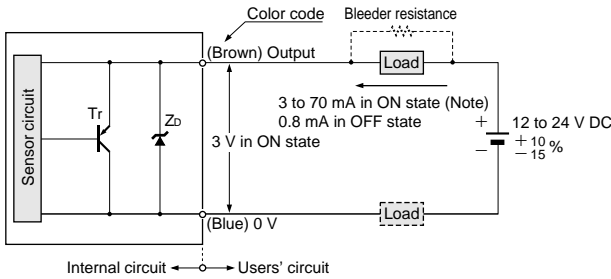 Color code
Bleeder resistance
(Brown) Output
Load
Sensor circuit
Tr
ZD
3 V in ON state
3 to 70 mA in ON state (Note)
0.8 mA in OFF state
+
−
12 to 24 V DC
+ 10
− 15 %
(Blue) 0 V
Load
Internal circuit
Users' circuit